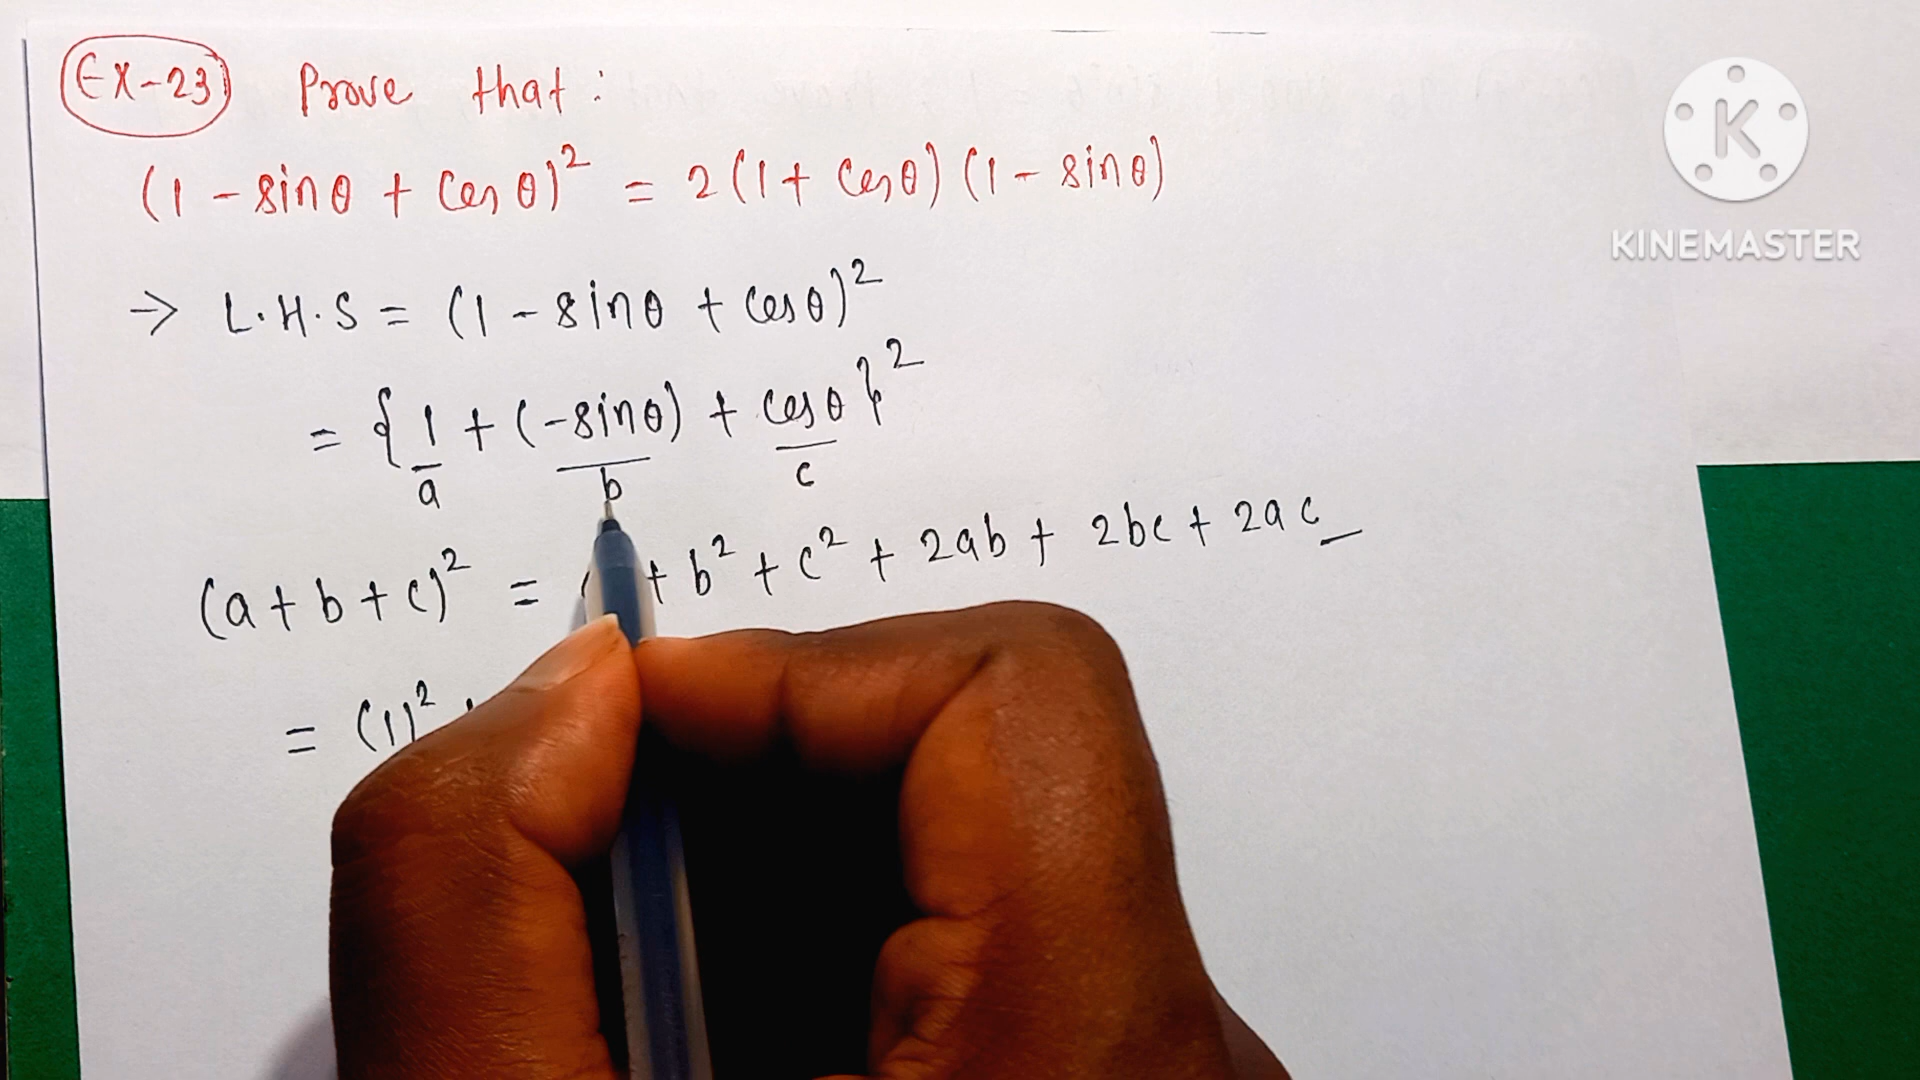 Ex-23 Prove that:
(1 - sinθ + cosθ)² = 2(1 + cosθ)(1 - sinθ)
K
KINEMASTER
→ L.H.S = (1 - sinθ + cosθ)²
= {1 + (-sinθ) + cosθ}²
a b c
(a + b + c)² = + b² + c² + 2ab + 2bc + 2ac
= (1)²